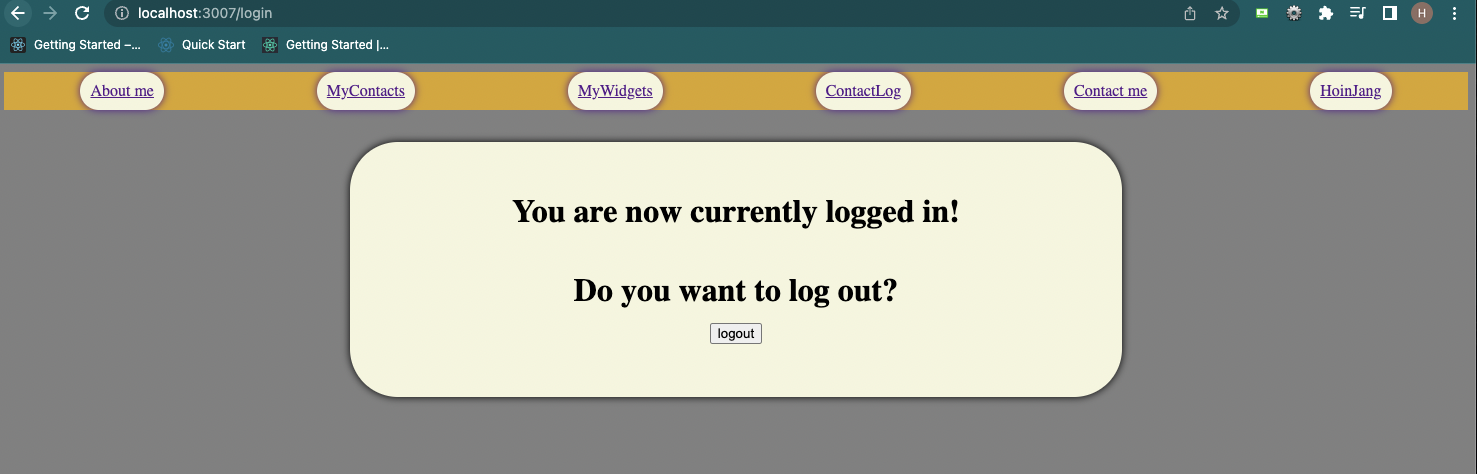 localhost:3007/login
H
Getting Started –... Quick Start Getting Started |...
About me MyContacts MyWidgets ContactLog Contact me HoinJang
You are now currently logged in!
Do you want to log out?
logout